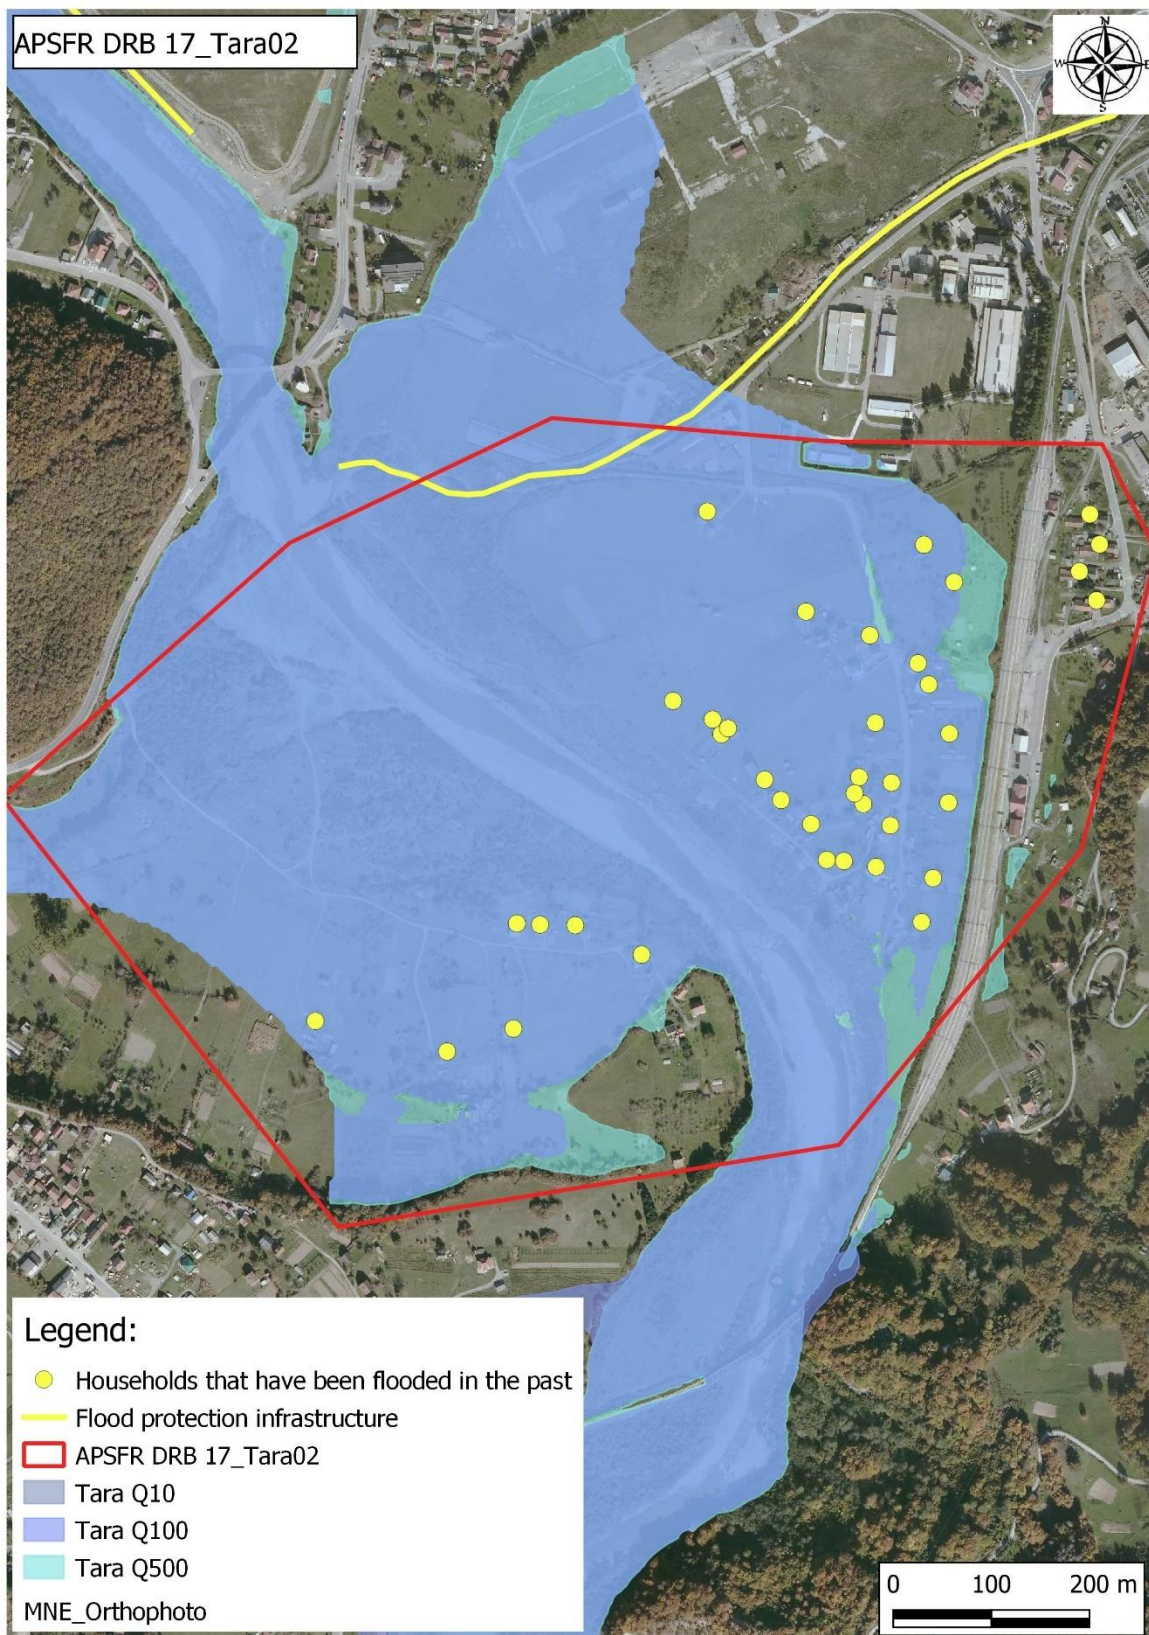 APSFR DRB 17_Tara02
N
W
E
S
Legend:
Households that have been flooded in the past
Flood protection infrastructure
APSFR DRB 17_Tara02
Tara Q10
Tara Q100
Tara Q500
MNE_Orthophoto
0 100 200 m